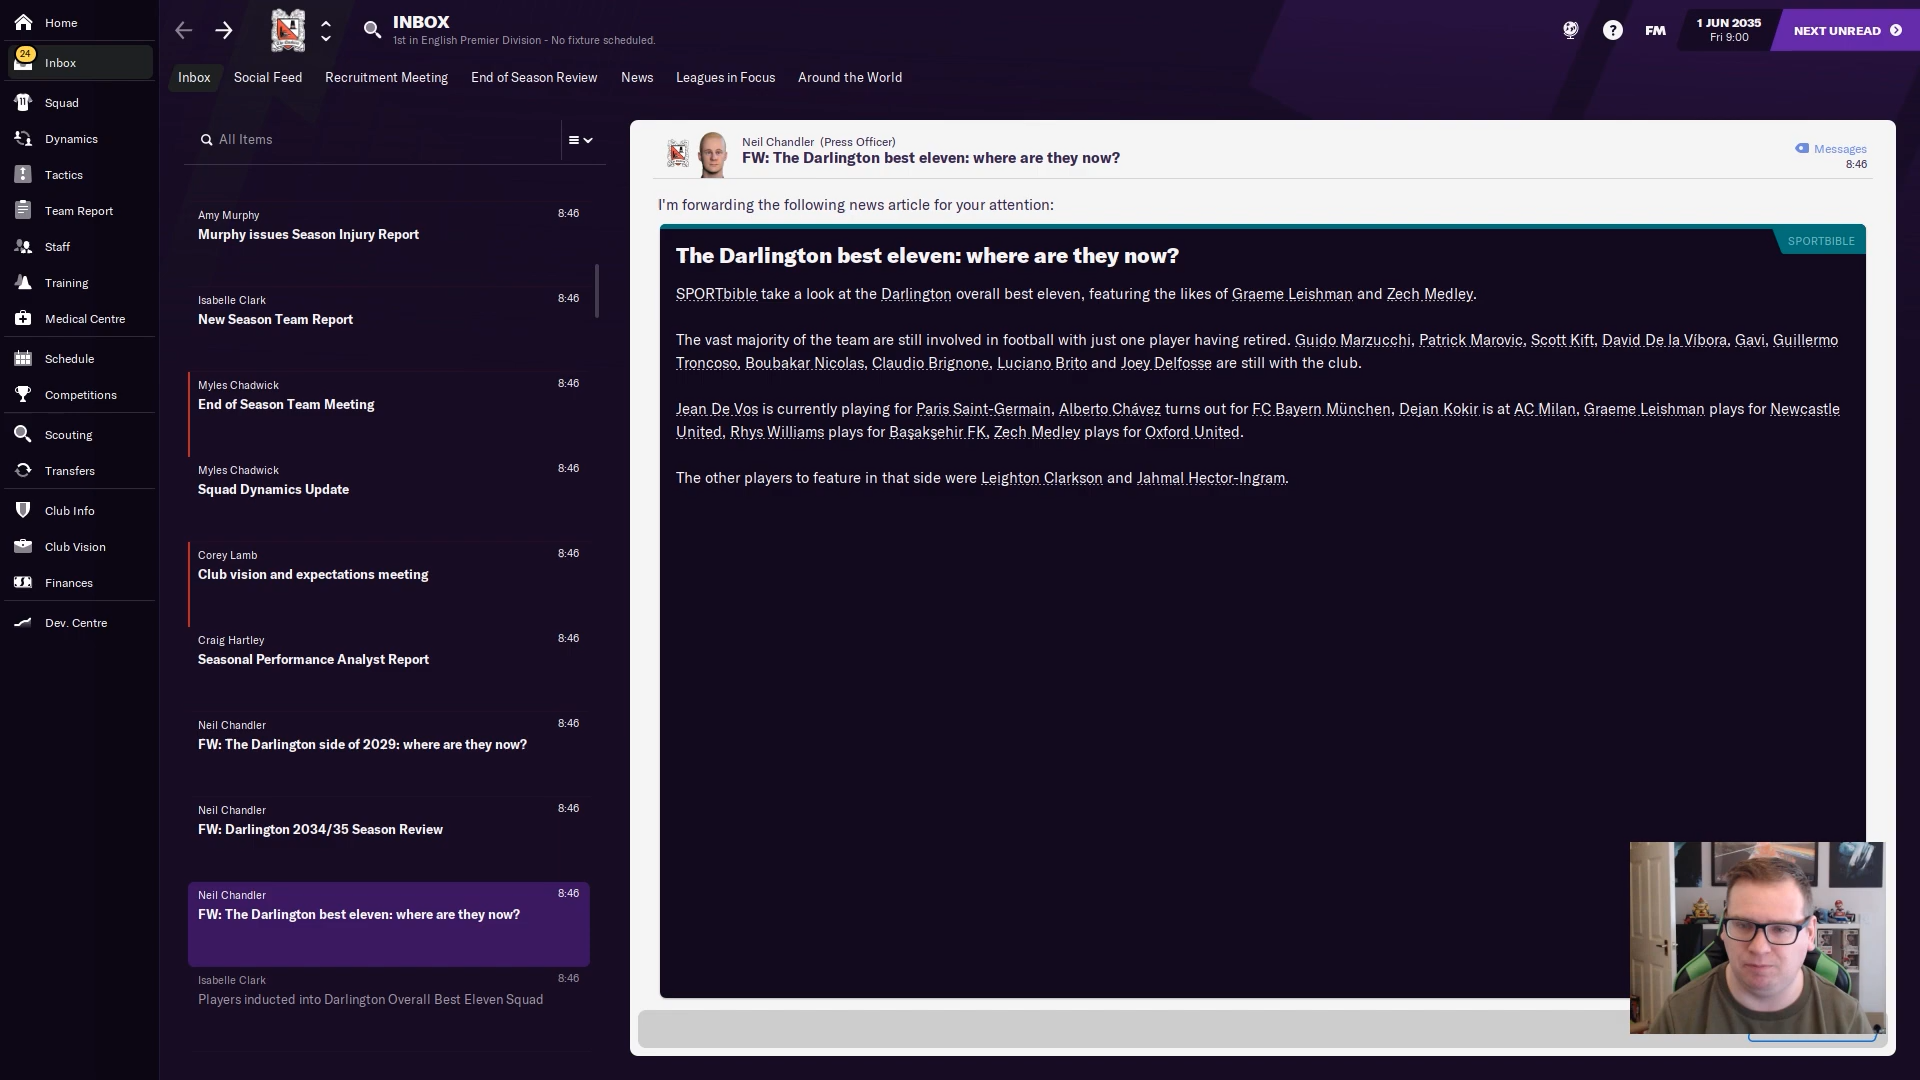 Home
INBOX
1st in English Premier Division - No fixture scheduled.
FM
1 JUN 2035
Fri 9:00
NEXT UNREAD
24
Inbox
Inbox
Social Feed
Recruitment Meeting
End of Season Review
News
Leagues in Focus
Around the World
Squad
Dynamics
Tactics
Team Report
Staff
Training
Medical Centre
Schedule
Competitions
Scouting
Transfers
Club Info
Club Vision
Finances
Dev. Centre
All Items
Amy Murphy
8:46
Murphy issues Season Injury Report
Isabelle Clark
8:46
New Season Team Report
Myles Chadwick
8:46
End of Season Team Meeting
Myles Chadwick
8:46
Squad Dynamics Update
Corey Lamb
8:46
Club vision and expectations meeting
Craig Hartley
8:46
Seasonal Performance Analyst Report
Neil Chandler
8:46
FW: The Darlington side of 2029: where are they now?
Neil Chandler
8:46
FW: Darlington 2034/35 Season Review
Neil Chandler
8:46
FW: The Darlington best eleven: where are they now?
Isabelle Clark
8:46
Players inducted into Darlington Overall Best Eleven Squad
Neil Chandler (Press Officer)
FW: The Darlington best eleven: where are they now?
Messages
8:46
I'm forwarding the following news article for your attention:
SPORTBIBLE
The Darlington best eleven: where are they now?
SPORTbible take a look at the Darlington overall best eleven, featuring the likes of Graeme Leishman and Zech Medley.
The vast majority of the team are still involved in football with just one player having retired. Guido Marzucchi, Patrick Marovic, Scott Kift, David De la Víbora, Gavi, Guillermo
Troncoso, Boubakar Nicolas, Claudio Brignone, Luciano Brito and Joey Delfosse are still with the club.
Jean De Vos is currently playing for Paris Saint-Germain, Alberto Chávez turns out for FC Bayern München, Dejan Kokir is at AC Milan, Graeme Leishman plays for Newcastle
United, Rhys Williams plays for Başakşehir FK, Zech Medley plays for Oxford United.
The other players to feature in that side were Leighton Clarkson and Jahmal Hector-Ingram.